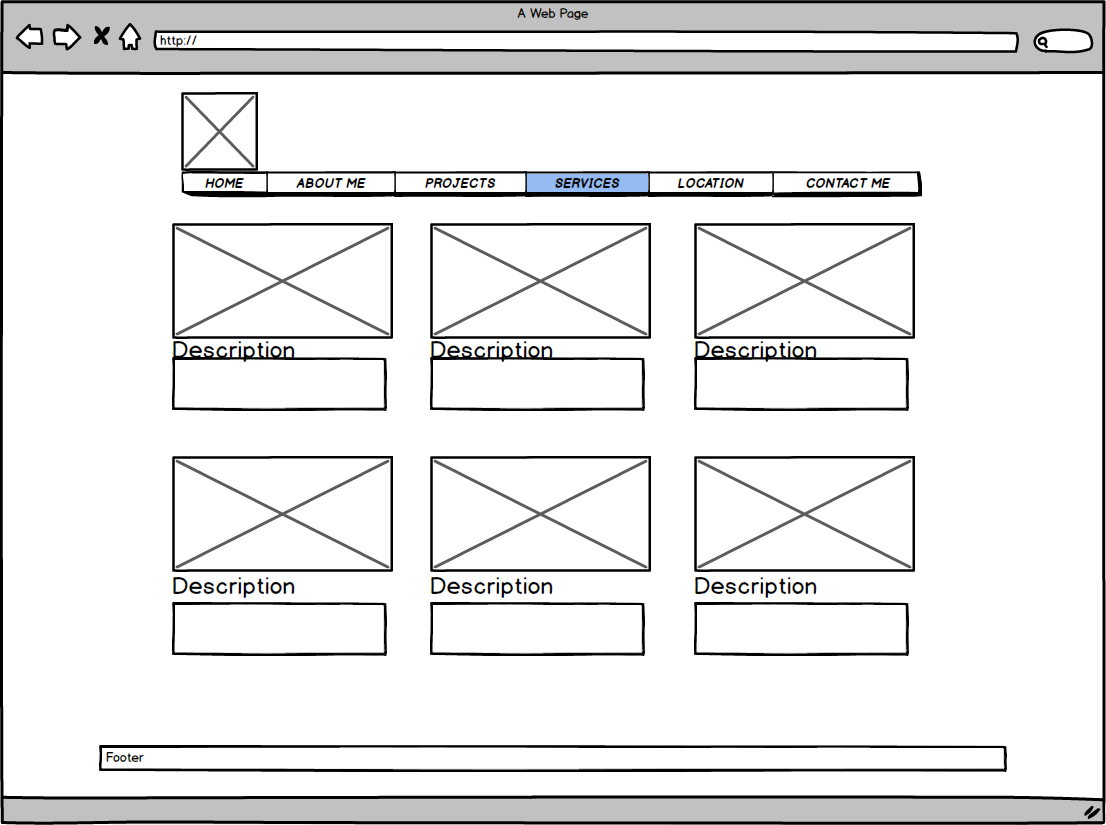 A Web Page
http://
HOME ABOUT ME PROJECTS SERVICES LOCATION CONTACT ME
Description Description Description
Description Description Description
Footer